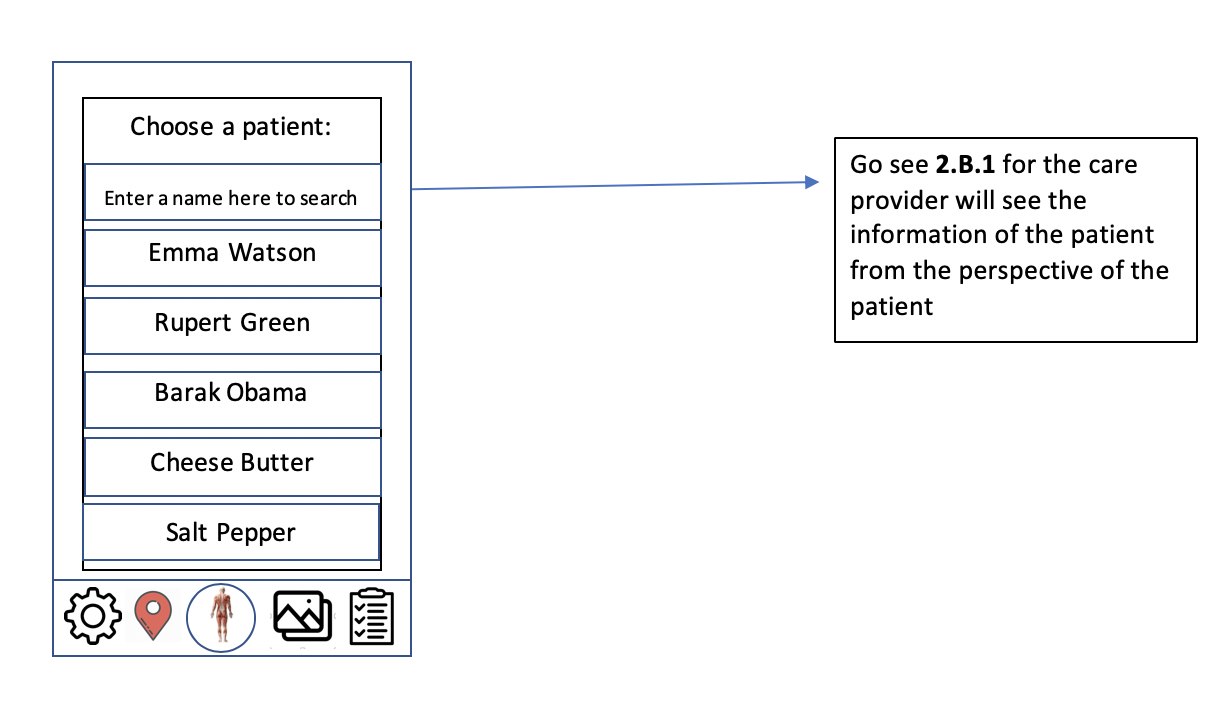 Choose a patient:
Enter a name here to search
Emma Watson
Rupert Green
Barak Obama
Cheese Butter
Salt Pepper
Go see 2.B.1 for the care
provider will see the
information of the patient
from the perspective of the
patient